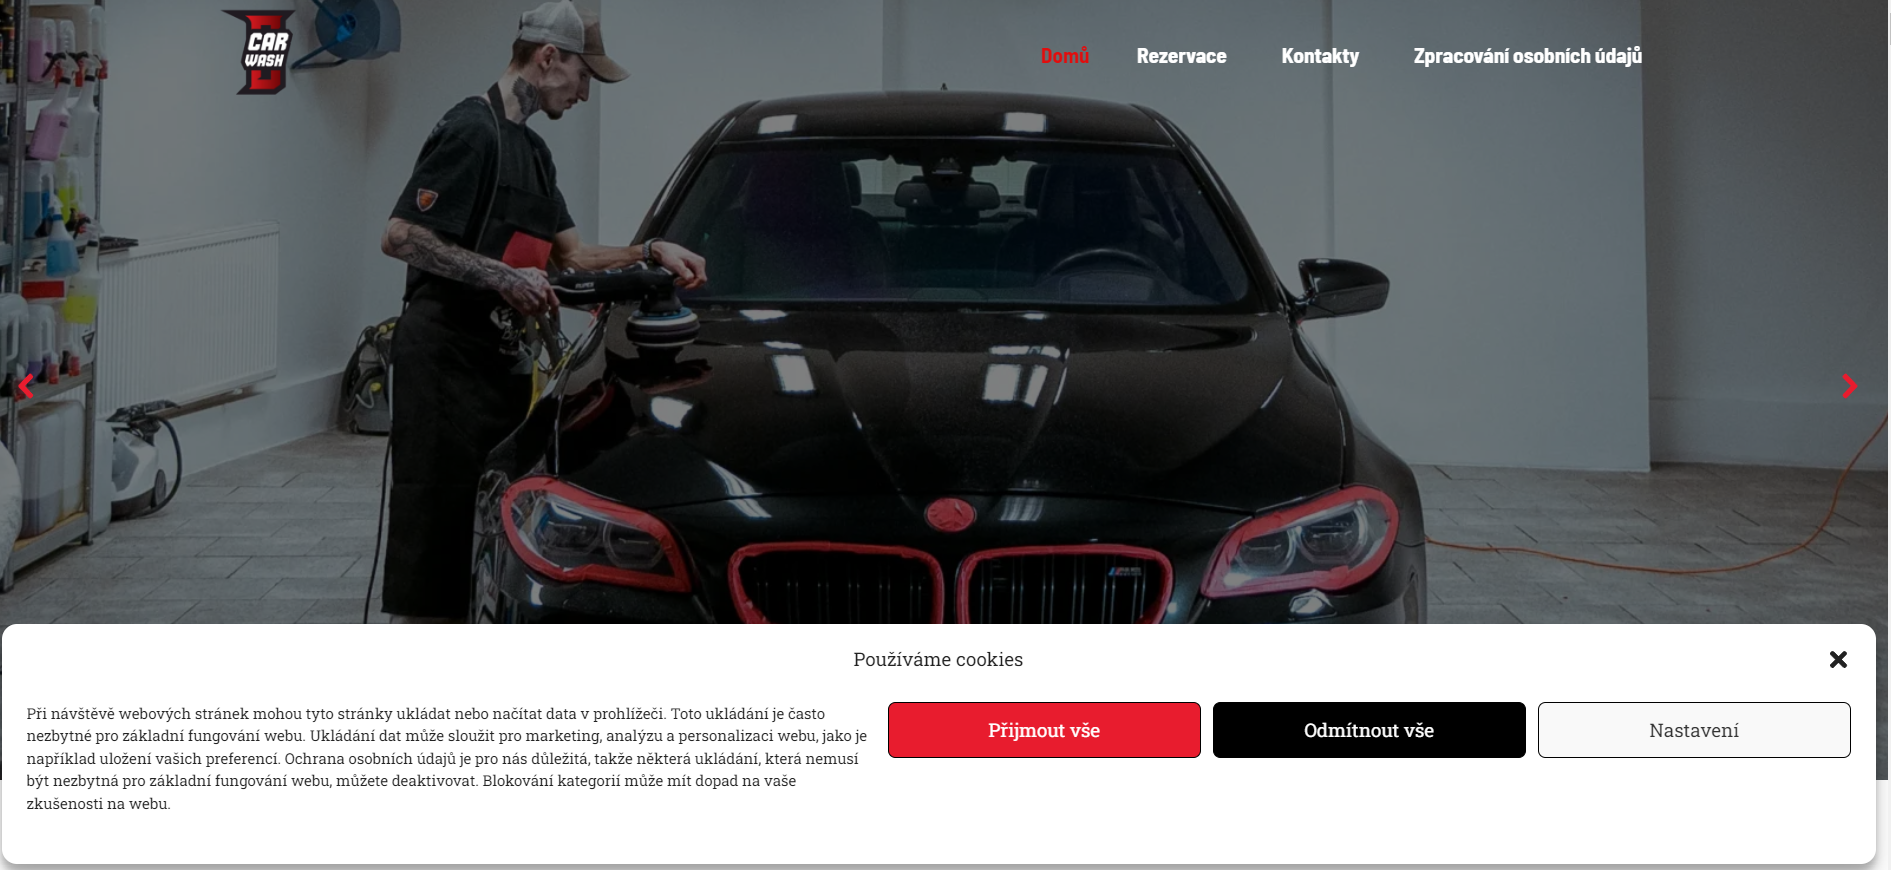 CAR
WASH
Domů
Rezervace
Kontakty
Zpracování osobních údajů
Používáme cookies
Při návštěvě webových stránek mohou tyto stránky ukládat nebo načítat data v prohlížeči. Toto ukládání je často
nezbytné pro základní fungování webu. Ukládání dat může sloužit pro marketing, analýzu a personalizaci webu, jako je
například uložení vašich preferencí. Ochrana osobních údajů je pro nás důležitá, takže některá ukládání, která nemusí
být nezbytná pro základní fungování webu, můžete deaktivovat. Blokování kategorií může mít dopad na vaše
zkušenosti na webu.
Přijmout vše
Odmítnout vše
Nastavení